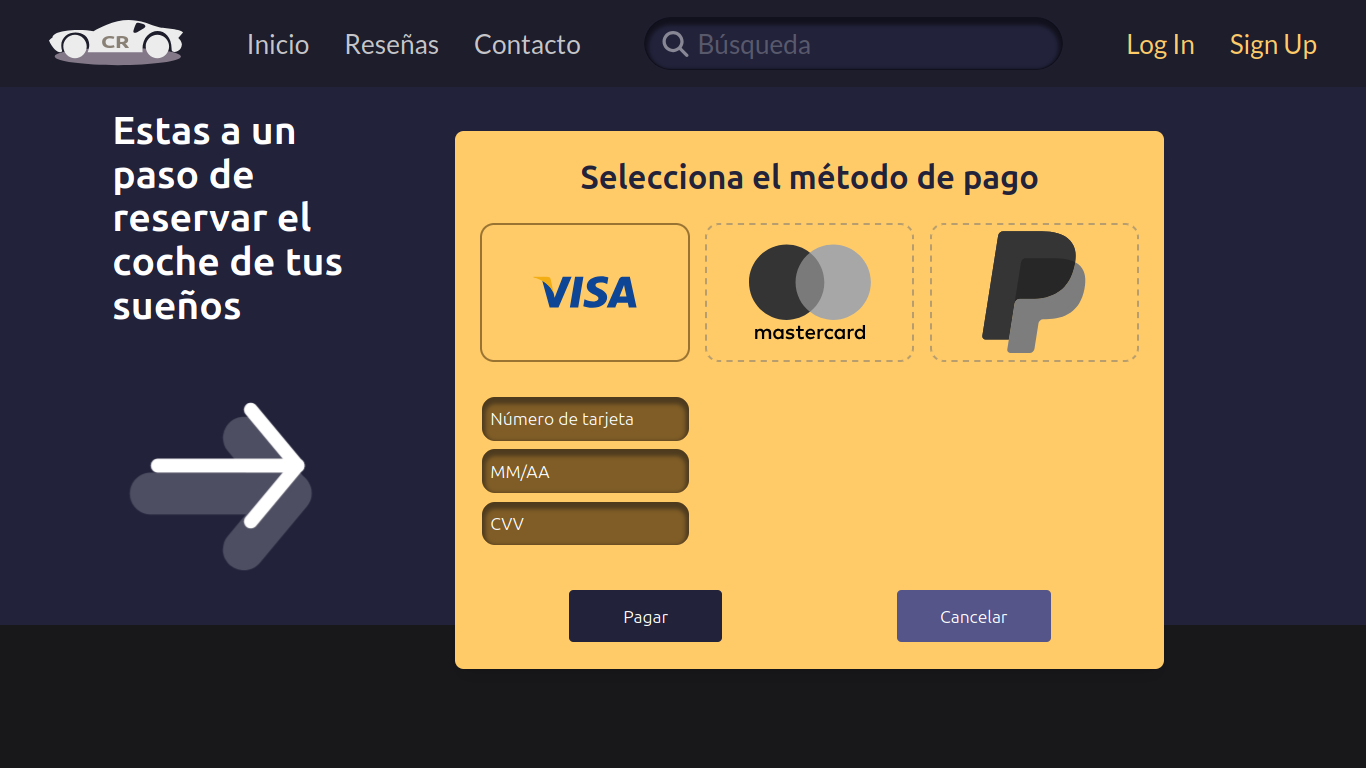 CR
Inicio
Reseñas
Contacto
Búsqueda
Log In
Sign Up
Estas a un
paso de
reservar el
coche de tus
sueños
Selecciona el método de pago
VISA
mastercard
Número de tarjeta
MM/AA
CVV
Pagar
Cancelar